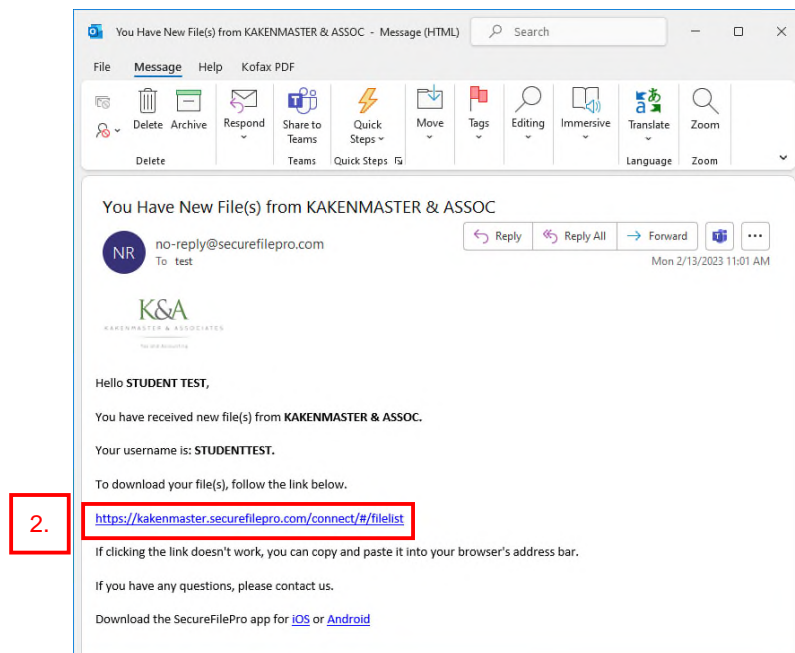 You Have New File(s) from KAKENMASTER & ASSOC - Message (HTML)
Search
File Message Help Kofax PDF
Delete Archive Respond Share to Teams Quick Steps Move Tags Editing Immersive Translate Zoom
Delete Teams Quick Steps Language Zoom
You Have New File(s) from KAKENMASTER & ASSOC
NR
no-reply@securefilepro.com
To test
Reply Reply All Forward
Mon 2/13/2023 11:01 AM
K&A
KAKENMASTER & ASSOCIATES
Tax and Accounting
Hello STUDENT TEST,
You have received new file(s) from KAKENMASTER & ASSOC.
Your username is: STUDENTTEST.
To download your file(s), follow the link below.
2.
https://kakenmaster.securefilepro.com/connect/#/filelist
If clicking the link doesn't work, you can copy and paste it into your browser's address bar.
If you have any questions, please contact us.
Download the SecureFilePro app for iOS or Android